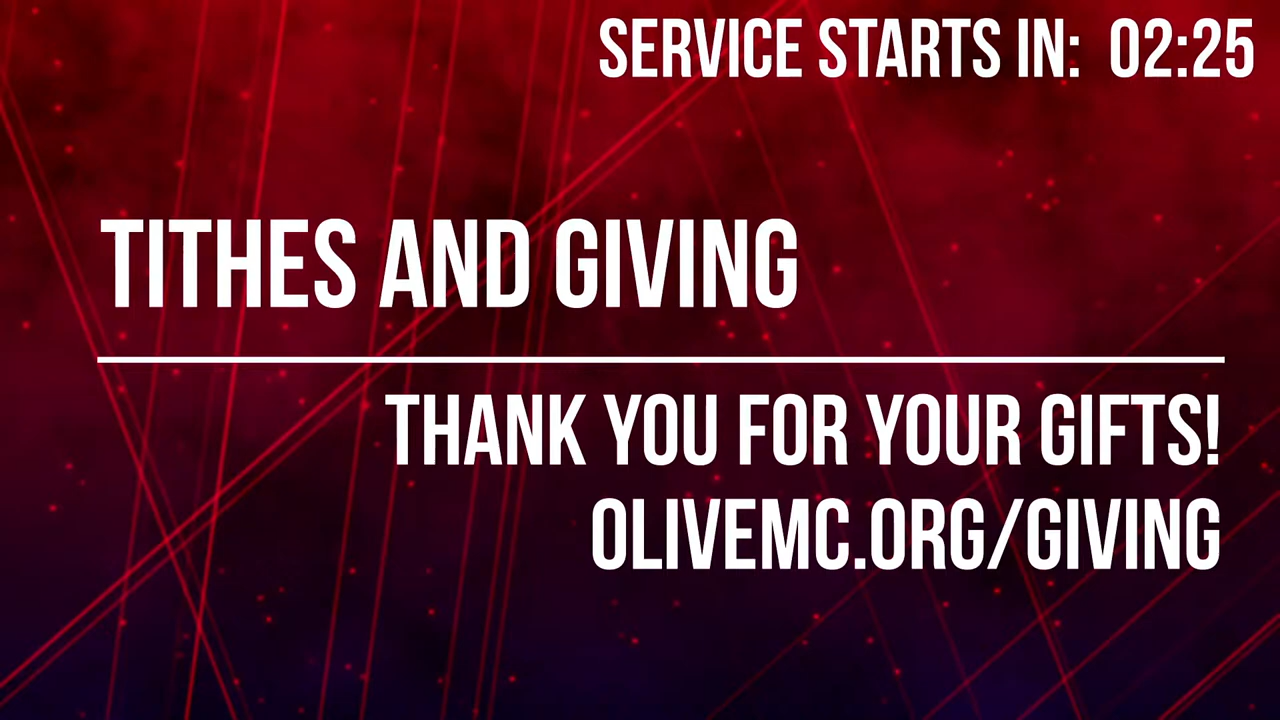 SERVICE STARTS IN: 02:25
TITHES AND GIVING
THANK YOU FOR YOUR GIFTS!
OLIVEMC.ORG/GIVING